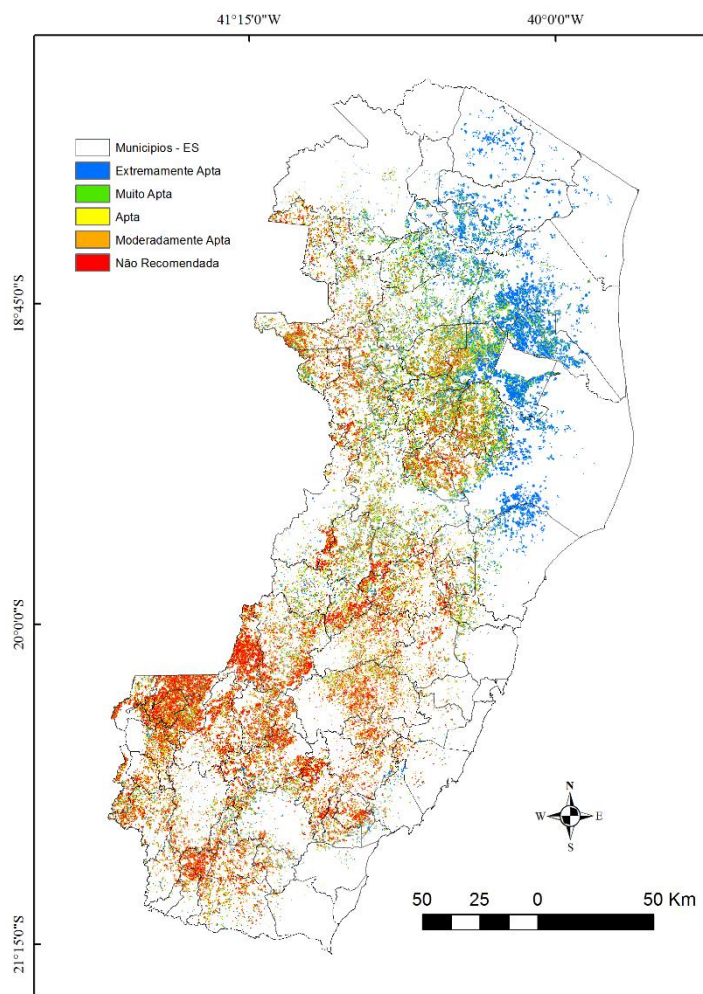 41°15'0"W
40°0'0"W
Municipios - ES
Extremamente Apta
Muito Apta
Apta
Moderadamente Apta
Não Recomendada
18°45'0"S
20°0'0"S
21°15'0"S
N
W E
S
50 25 0 50 Km